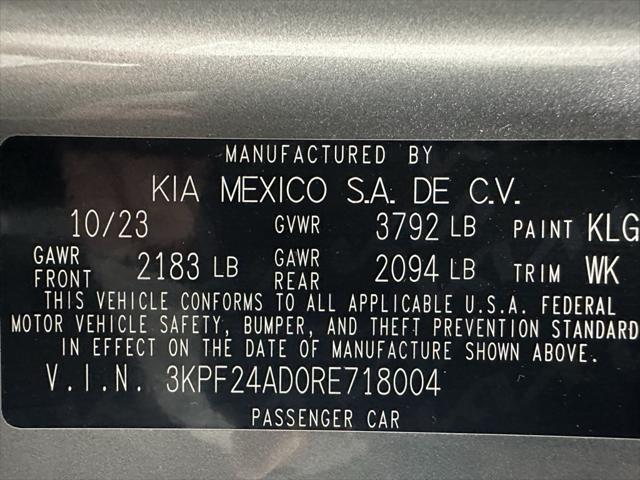 MANUFACTURED BY
KIA MEXICO S.A. DE C.V.
10/23 GVWR 3792 LB PAINT KLG
GAWR FRONT 2183 LB GAWR REAR 2094 LB TRIM WK
THIS VEHICLE CONFORMS TO ALL APPLICABLE U.S.A. FEDERAL
MOTOR VEHICLE SAFETY, BUMPER, AND THEFT PREVENTION STANDARD
IN EFFECT ON THE DATE OF MANUFACTURE SHOWN ABOVE.
V.I.N. 3KPF24AD0RE718004
PASSENGER CAR